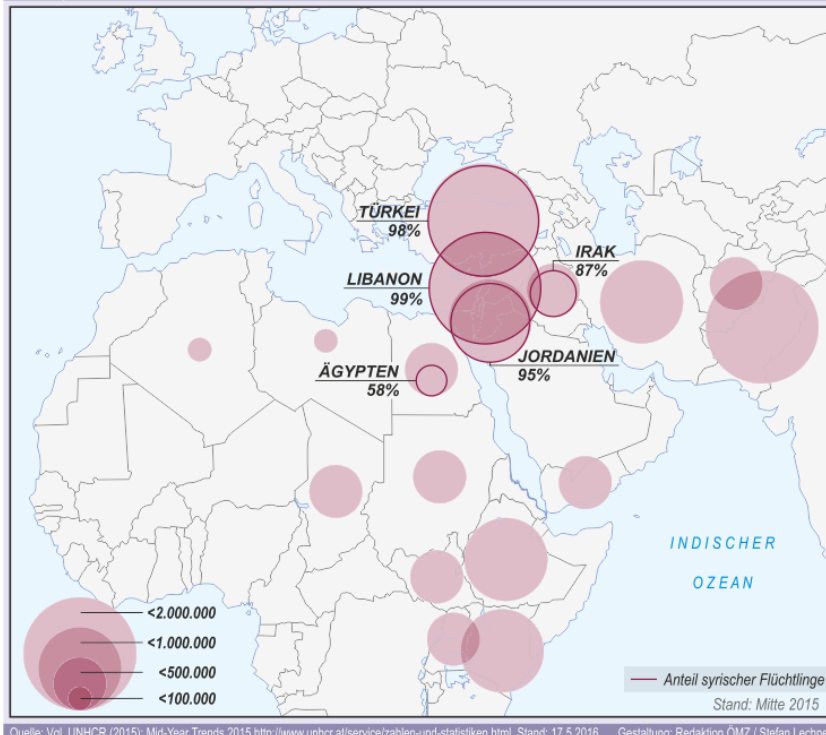 TÜRKEI
98%
IRAK
87%
LIBANON
99%
JORDANIEN
95%
ÄGYPTEN
58%
INDISCHER
OZEAN
<2.000.000
<1.000.000
<500.000
<100.000
Anteil syrischer Flüchtlinge
Stand: Mitte 2015
Quelle: Vgl. UNHCR (2015): Mid-Year Trends 2015 http://www.unhcr.at/service/zahlen-und-statistiken.html, Stand: 17.5.2016 Gestaltung: Redaktion ÖMZ / Stefan Lechne